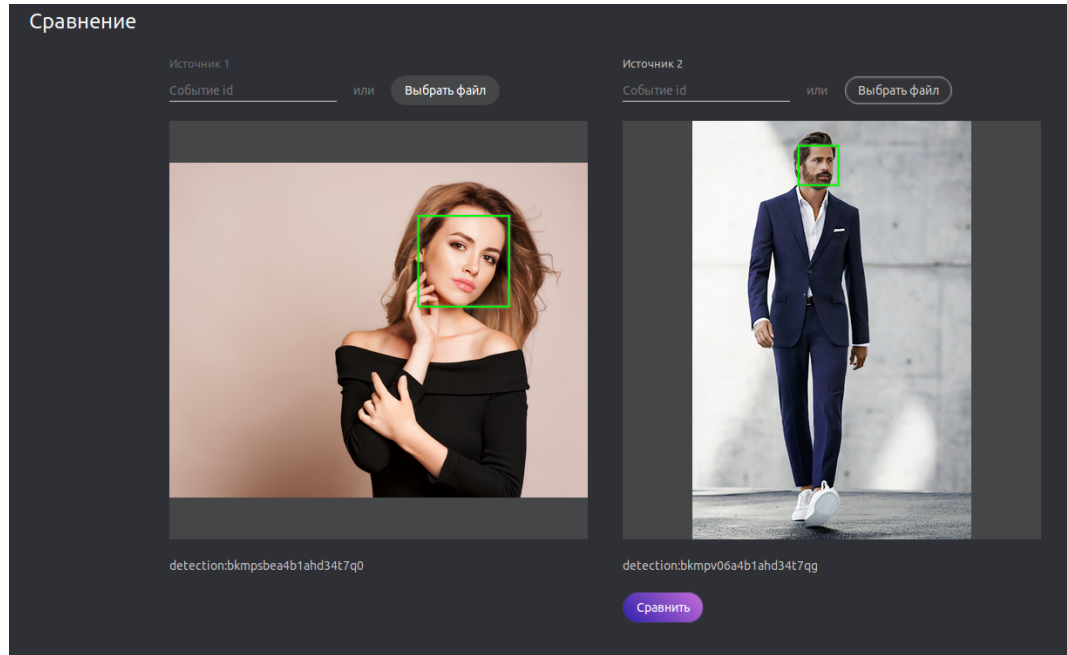 Сравнение
Источник 1
Событие id или Выбрать файл
detection:bkmpsbea4b1ahd34t7q0
Источник 2
Событие id или Выбрать файл
detection:bkmpv06a4b1ahd34t7qg
Сравнить